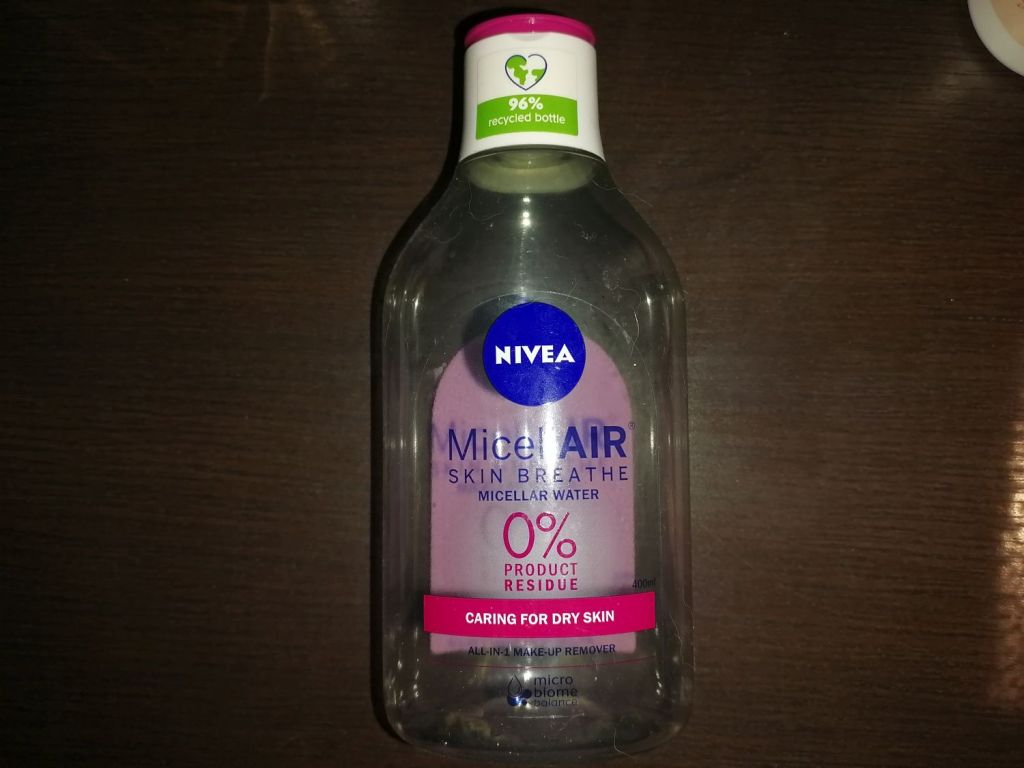 96%
recycled bottle
NIVEA
MicellAIR®
SKIN BREATHE
MICELLAR WATER
0%
PRODUCT
RESIDUE
400ml
CARING FOR DRY SKIN
ALL-IN-1 MAKE-UP REMOVER
micro
biome
balance